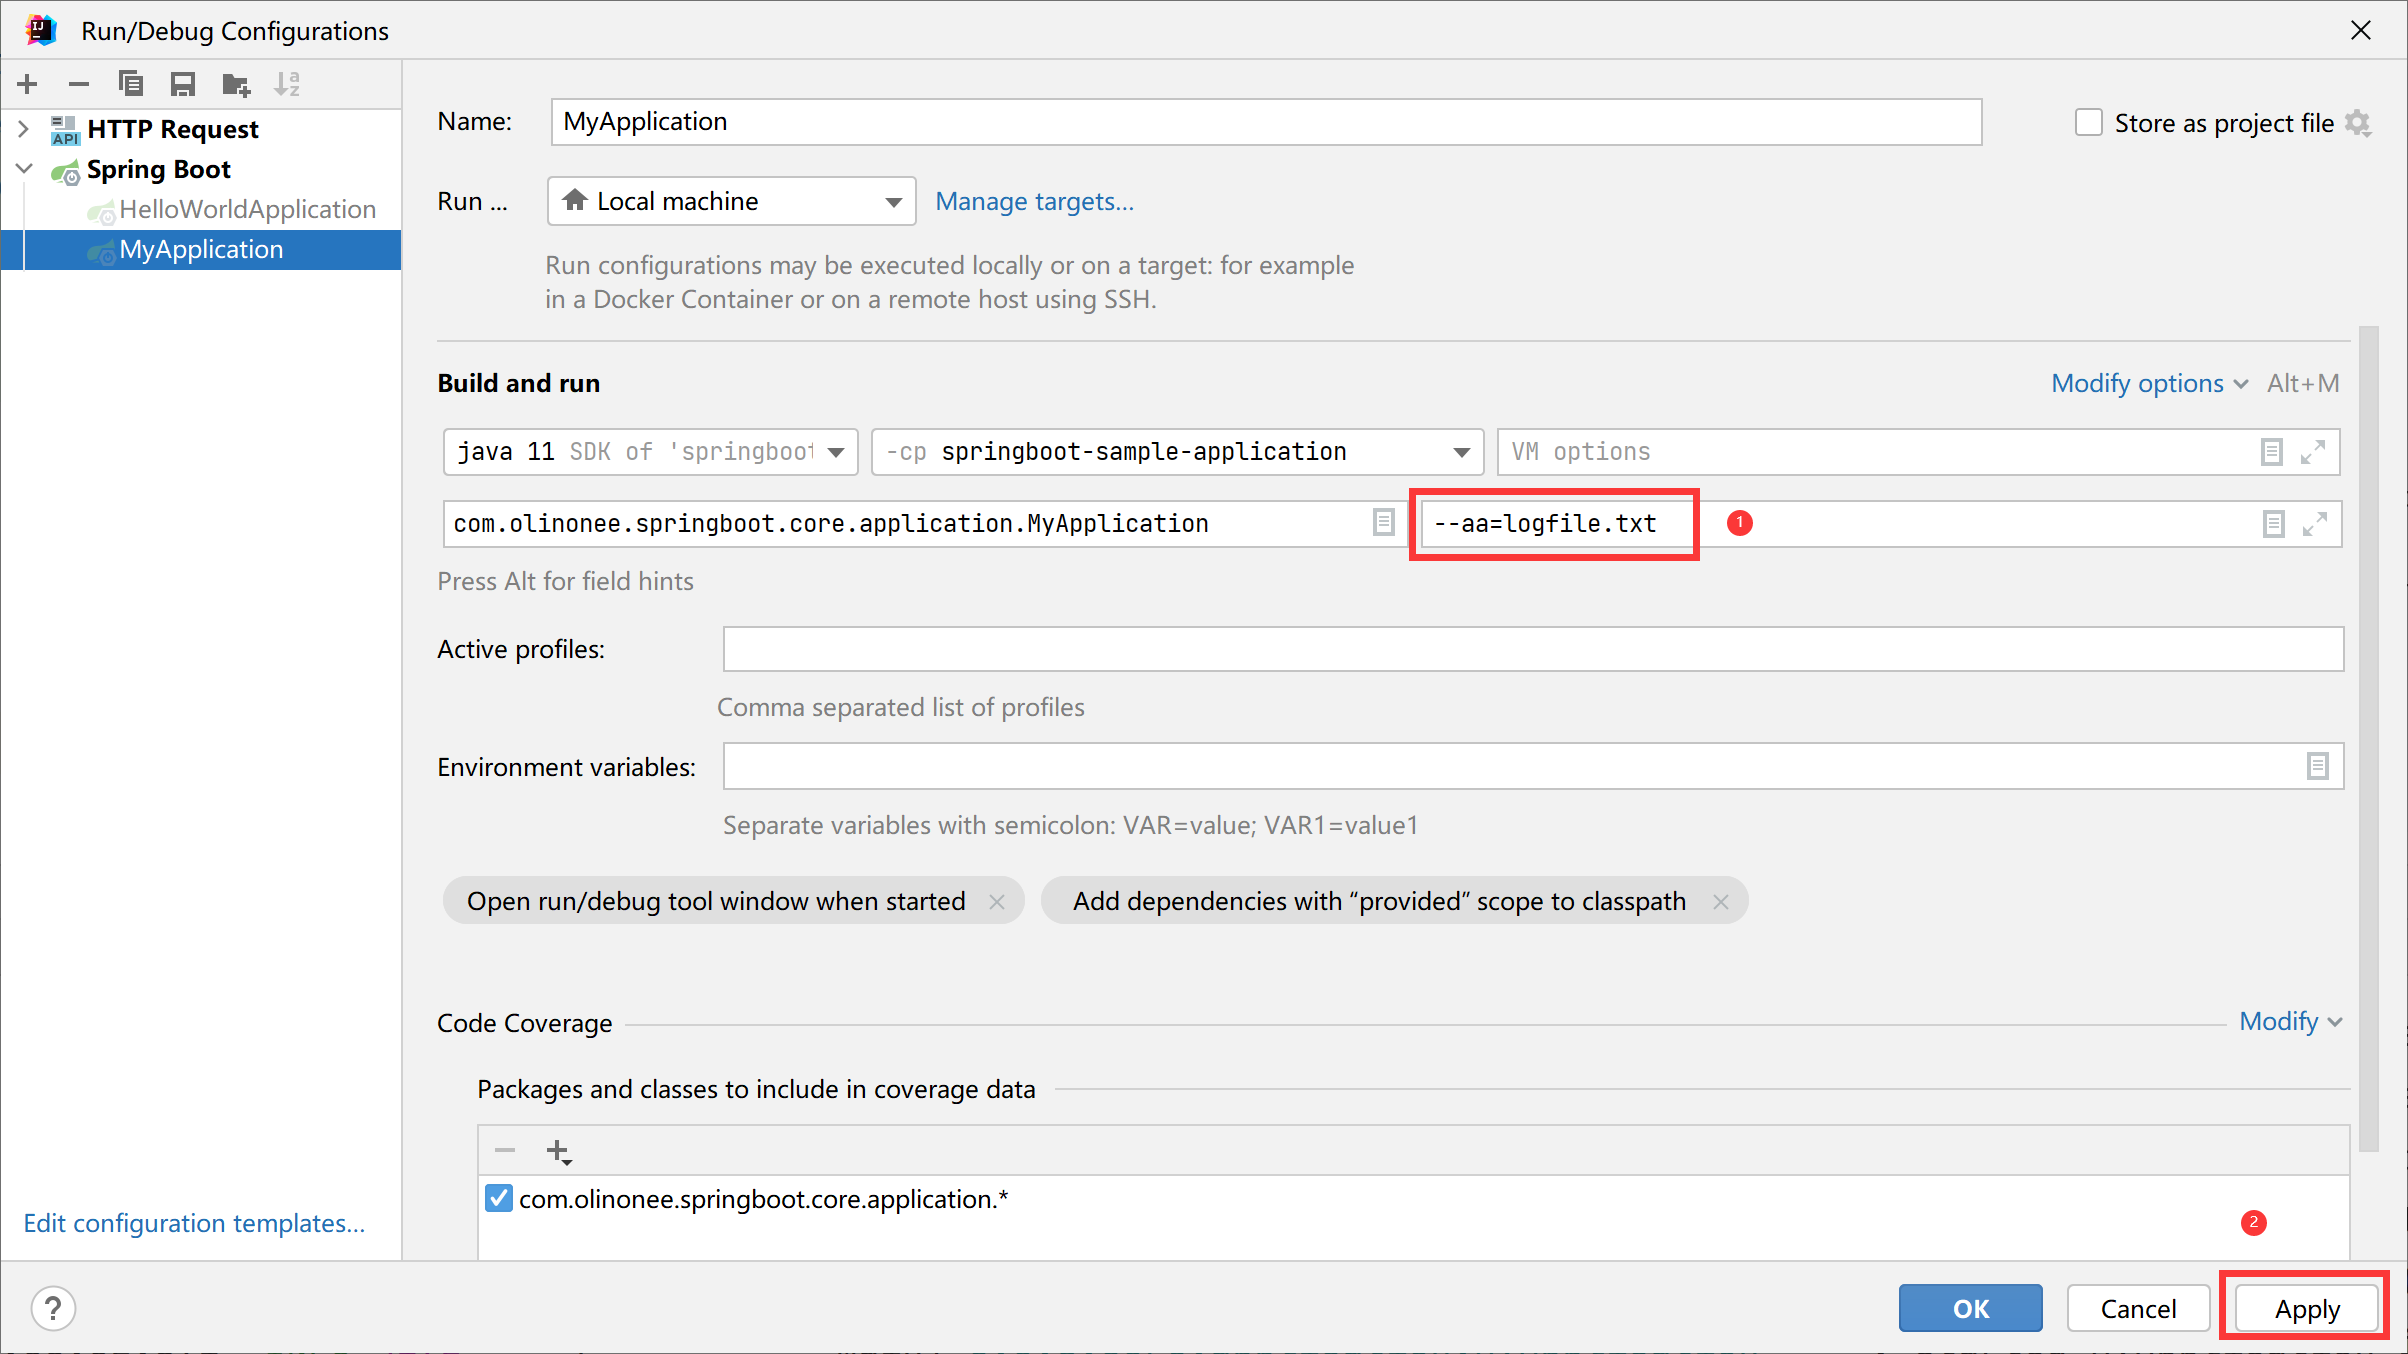 Run/Debug Configurations
HTTP Request
Spring Boot
HelloWorldApplication
MyApplication
Edit configuration templates...
Name: MyApplication Store as project file
Run ... Local machine Manage targets...
Run configurations may be executed locally or on a target: for example
in a Docker Container or on a remote host using SSH.
Build and run Modify options Alt+M
java 11 SDK of 'springboot -cp springboot-sample-application VM options
com.olinonee.springboot.core.application.MyApplication --aa=logfile.txt 1
Press Alt for field hints
Active profiles:
Comma separated list of profiles
Environment variables:
Separate variables with semicolon: VAR=value; VAR1=value1
Open run/debug tool window when started Add dependencies with “provided” scope to classpath
Code Coverage Modify
Packages and classes to include in coverage data
com.olinonee.springboot.core.application.*
2
? OK Cancel Apply